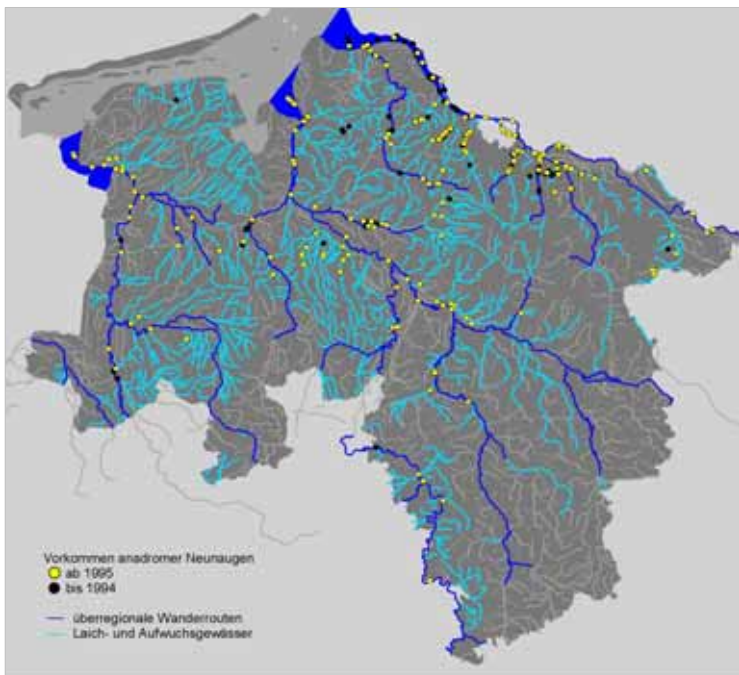 Vorkommen anadromer Neunaugen
ab 1995
bis 1994
überregionale Wanderrouten
Laich- und Aufwuchsgewässer